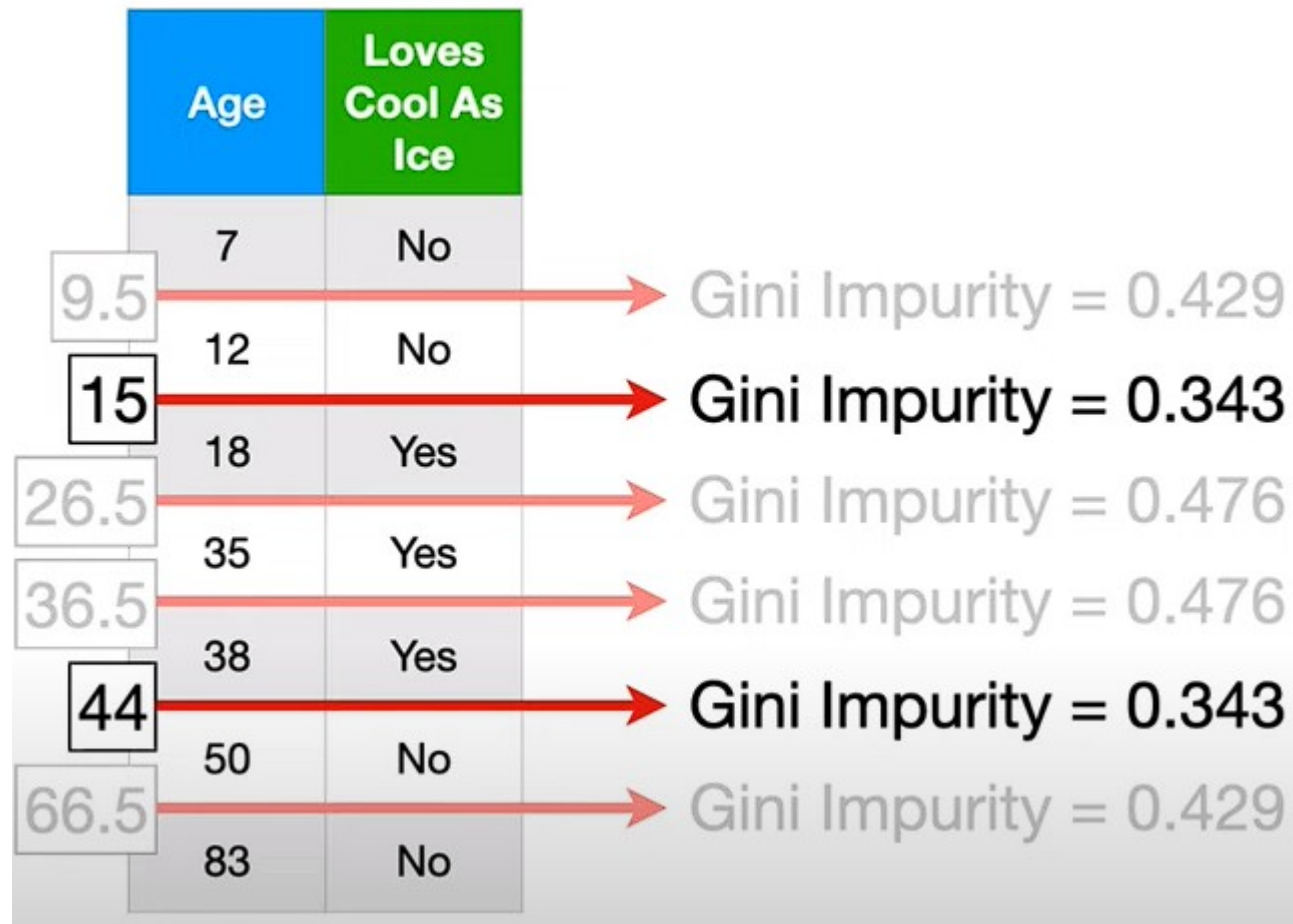 Age
Loves
Cool As
Ice
7 No
9.5 Gini Impurity = 0.429
12 No
15 Gini Impurity = 0.343
18 Yes
26.5 Gini Impurity = 0.476
35 Yes
36.5 Gini Impurity = 0.476
38 Yes
44 Gini Impurity = 0.343
50 No
66.5 Gini Impurity = 0.429
83 No